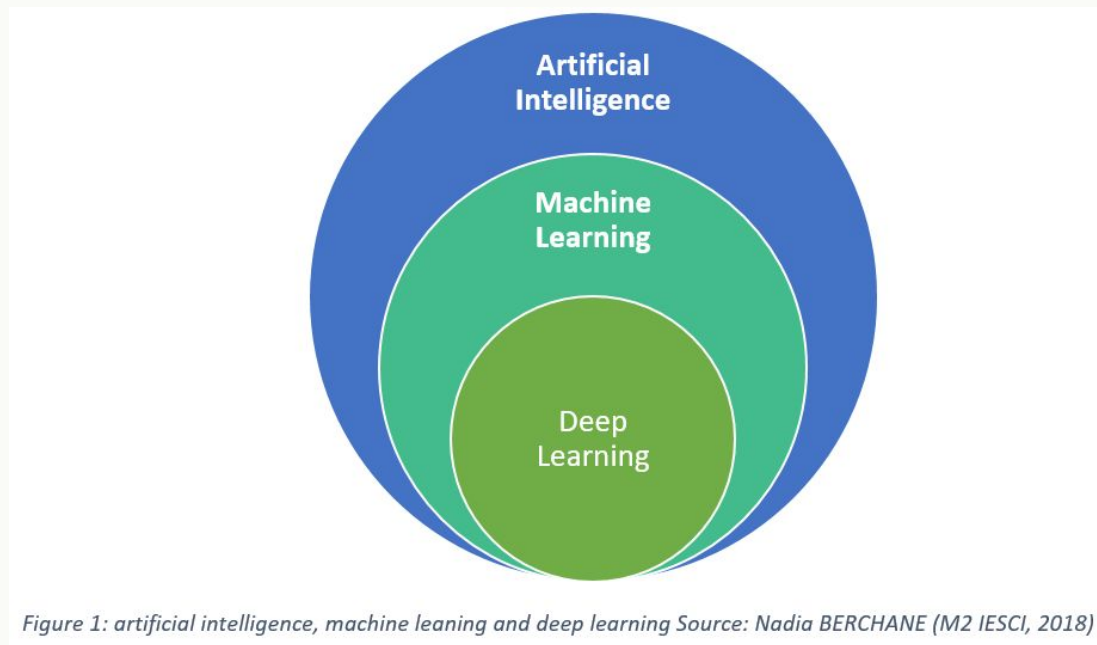 Artificial
Intelligence
Machine
Learning
Deep
Learning
Figure 1: artificial intelligence, machine leaning and deep learning Source: Nadia BERCHANE (M2 IESCI, 2018)